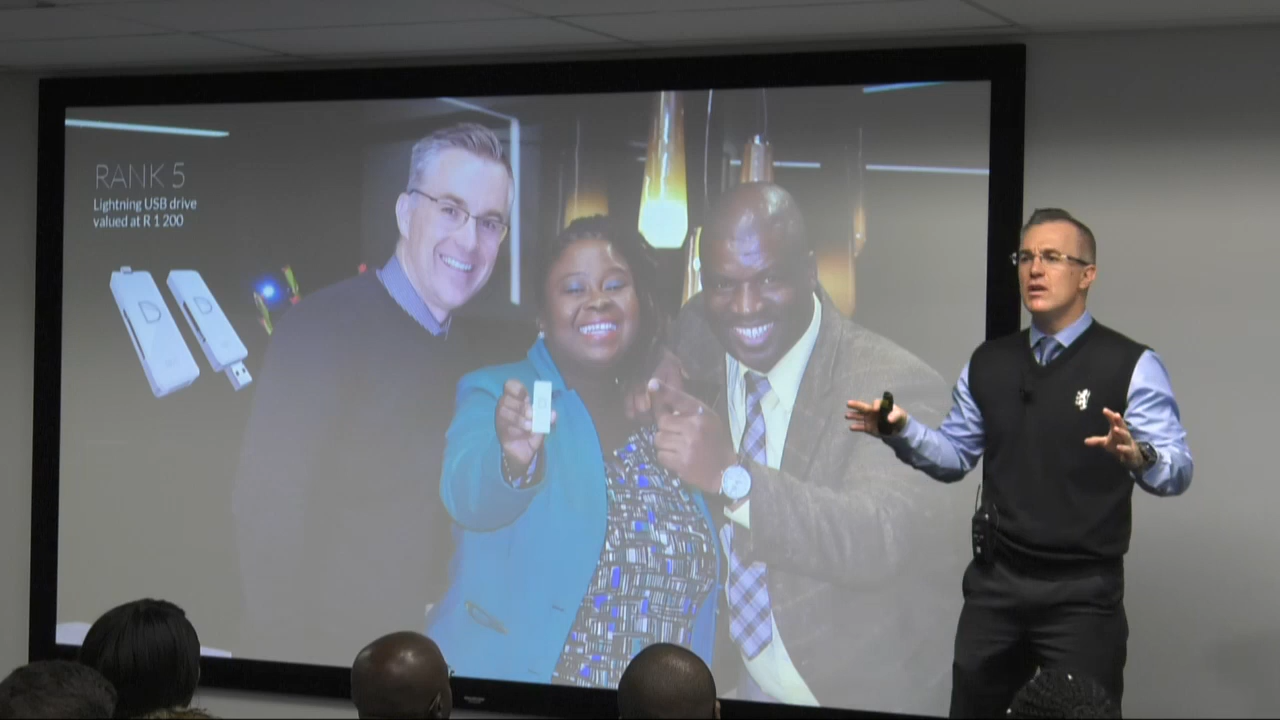 RANK 5
Lightning USB drive
valued at R 1 200
D
D